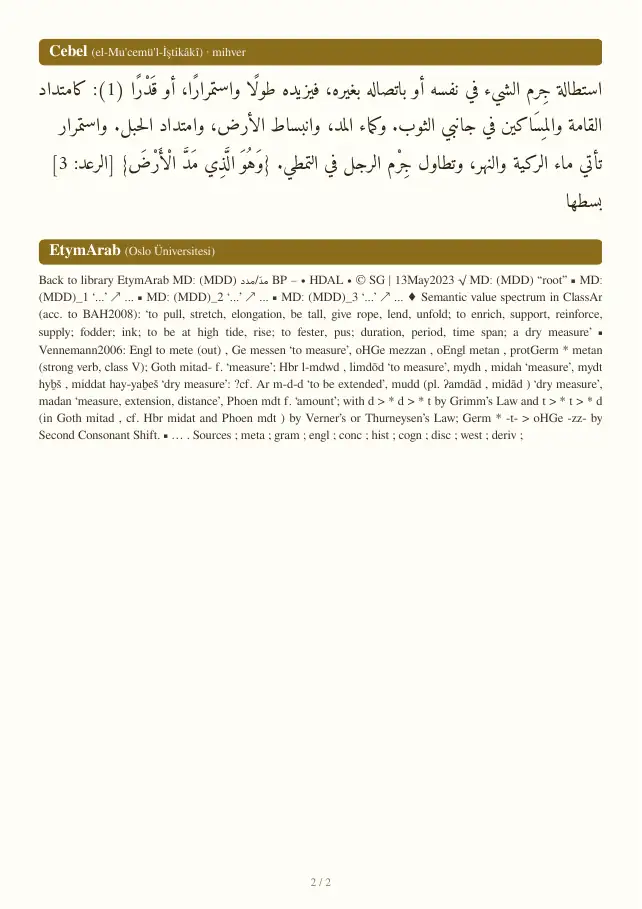 Cebel (el-Mu'cemü'l-İştikâkî) · mihver
استطالة جِرم الشيء في نفسه أو باتصاله بغيره، فيزيده طولًا واستمرارًا، أو قَدْرًا (1): كامتداد
القامة والمِسَاكين في جانبي الثوب. وكماء المد، وانبساط الأرض، وامتداد الحبل. واستمرار
تأتي ماء الركية والنهر، وتطاول جِرْم الرجل في التمطي. {وَهُوَ الَّذِي مَدَّ الْأَرْضَ} [الرعد: 3]
بسطها
EtymArab (Oslo Üniversitesi)
Back to library EtymArab MD: (MDD) مدّ/مدد BP – • HDAL • © SG | 13May2023 √ MD: (MDD) “root” ▪ MD:
(MDD)_1 ‘...’ ↗ ... ▪ MD: (MDD)_2 ‘...’ ↗ ... ▪ MD: (MDD)_3 ‘...’ ↗ ... ♦ Semantic value spectrum in ClassAr
(acc. to BAH2008): ‘to pull, stretch, elongation, be tall, give rope, lend, unfold; to enrich, support, reinforce,
supply; fodder; ink; to be at high tide, rise; to fester, pus; duration, period, time span; a dry measure’ ▪
Vennemann2006: Engl to mete (out) , Ge messen ‘to measure’, oHGe mezzan , oEngl metan , protGerm * metan
(strong verb, class V); Goth mitad- f. ‘measure’; Hbr l-mdwd , limdōd ‘to measure’, mydh , midah ‘measure’, mydt
hyḇš , middat hay-yaḇeš ‘dry measure’: ?cf. Ar m-d-d ‘to be extended’, mudd (pl. ʔamdād , midād ) ‘dry measure’,
madan ‘measure, extension, distance’, Phoen mdt f. ‘amount’; with d > * d > * t by Grimm’s Law and t > * t > * d
(in Goth mitad , cf. Hbr midat and Phoen mdt ) by Verner’s or Thurneysen’s Law; Germ * -t- > oHGe -zz- by
Second Consonant Shift. ▪ … . Sources ; meta ; gram ; engl ; conc ; hist ; cogn ; disc ; west ; deriv ;
2 / 2